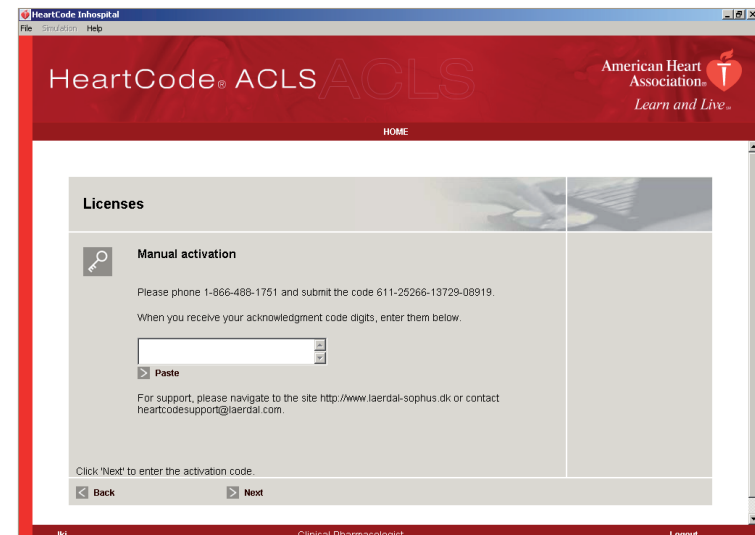 HeartCode Inhospital
File Simulation Help
HeartCode® ACLS ACLS
American Heart
Association®
Learn and Live℠
HOME
Licenses
Manual activation
Please phone 1-866-488-1751 and submit the code 611-25266-13729-08919.
When you receive your acknowledgment code digits, enter them below.
Paste
For support, please navigate to the site http://www.laerdal-sophus.dk or contact
heartcodesupport@laerdal.com.
Click 'Next' to enter the activation code.
Back Next
Clinical Pharmacologist Logout